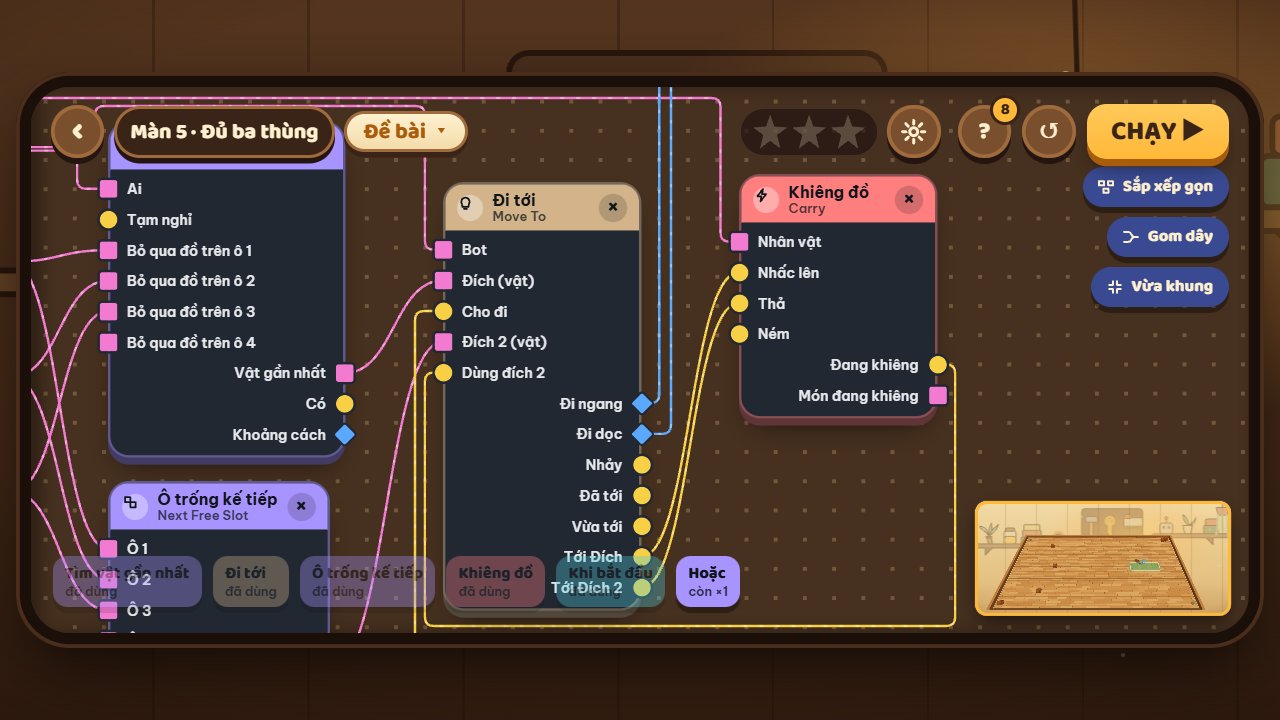 Màn 5 · Đủ ba thùng
Đề bài
8
?
CHẠY
Sắp xếp gọn
Gom dây
Vừa khung
Ai
Tạm nghỉ
Bỏ qua đồ trên ô 1
Bỏ qua đồ trên ô 2
Bỏ qua đồ trên ô 3
Bỏ qua đồ trên ô 4
Vật gần nhất
Có
Khoảng cách
Đi tới
Move To
Bot
Đích (vật)
Cho đi
Đích 2 (vật)
Dùng đích 2
Đi ngang
Đi dọc
Nhảy
Đã tới
Vừa tới
Tới Đích
Tới Đích 2
Khiêng đồ
Carry
Nhân vật
Nhấc lên
Thả
Ném
Đang khiêng
Món đang khiêng
Ô trống kế tiếp
Next Free Slot
Ô 1
Ô 2
Ô 3
Tìm vật gần nhất
đã dùng
Đi tới
đã dùng
Ô trống kế tiếp
đã dùng
Khiêng đồ
đã dùng
Khi bắt đầu
đã dùng
Hoặc
còn ×1